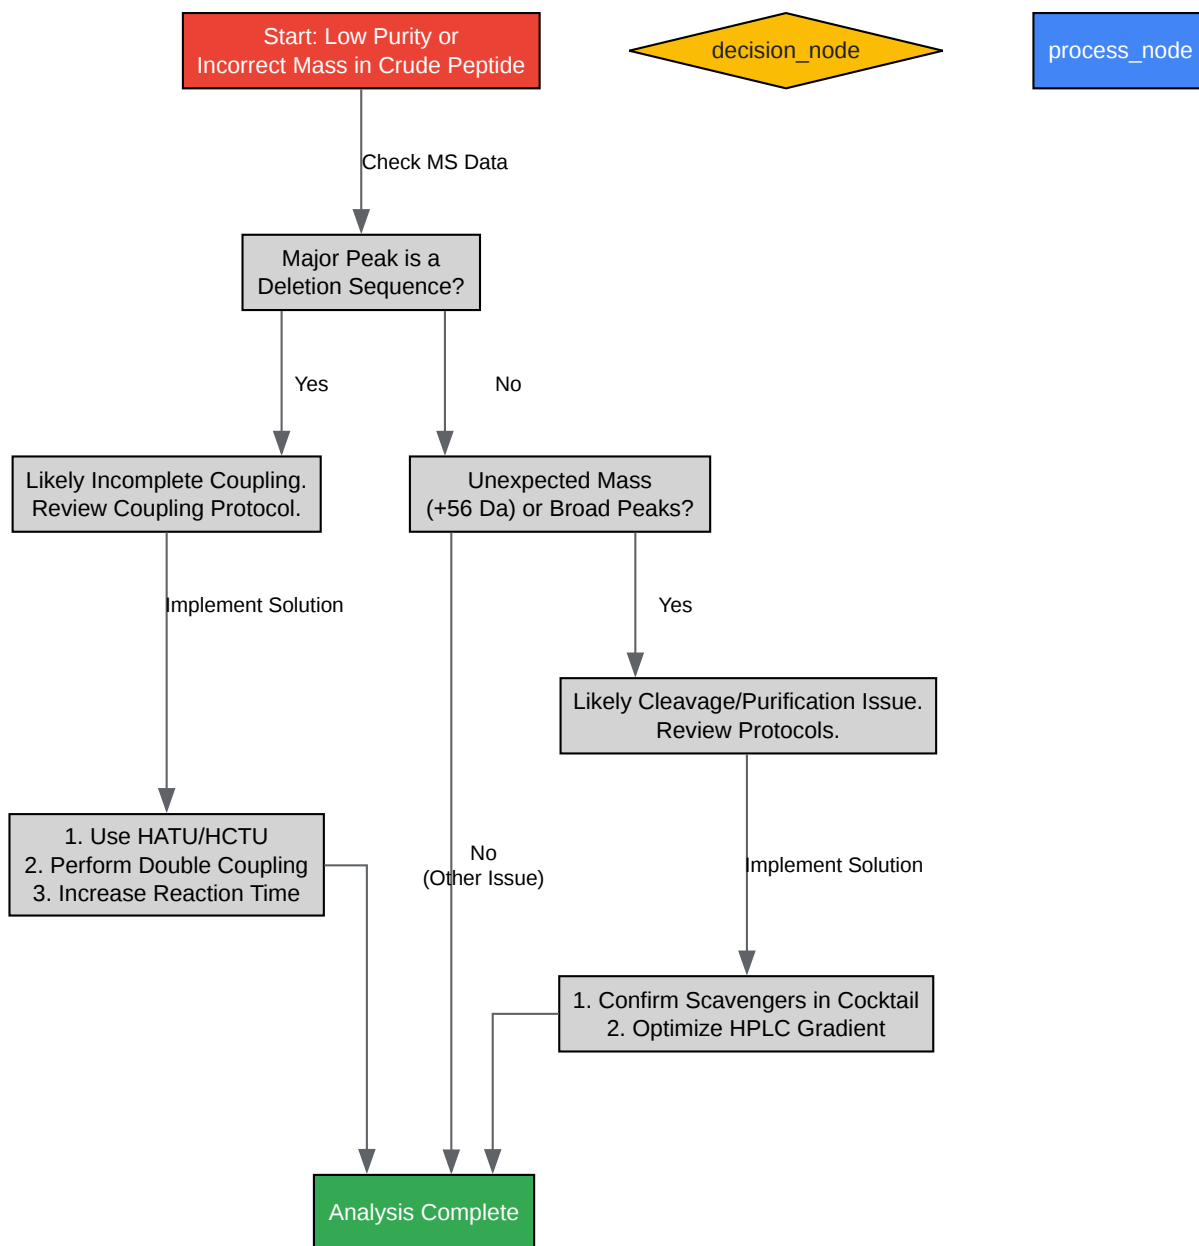 Start: Low Purity or
Incorrect Mass in Crude Peptide
decision_node
process_node
Check MS Data
Major Peak is a
Deletion Sequence?
Yes
No
Likely Incomplete Coupling.
Review Coupling Protocol.
Unexpected Mass
(+56 Da) or Broad Peaks?
Implement Solution
Yes
Likely Cleavage/Purification Issue.
Review Protocols.
1. Use HATU/HCTU
2. Perform Double Coupling
3. Increase Reaction Time
No
(Other Issue)
Implement Solution
1. Confirm Scavengers in Cocktail
2. Optimize HPLC Gradient
Analysis Complete